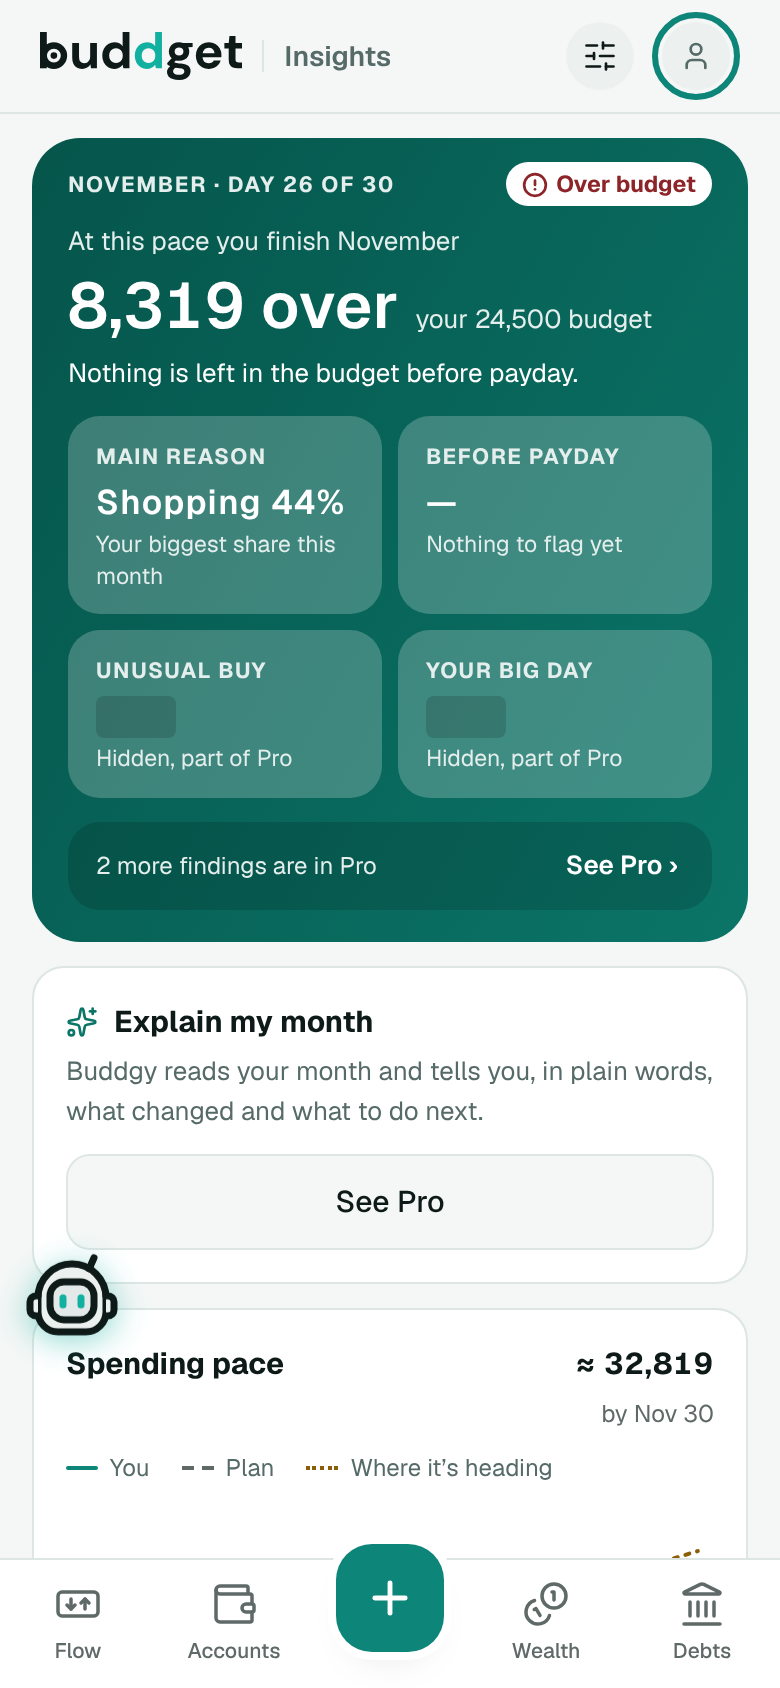 buddget
Insights
NOVEMBER · DAY 26 OF 30
Over budget
At this pace you finish November
8,319 over your 24,500 budget
Nothing is left in the budget before payday.
MAIN REASON
Shopping 44%
Your biggest share this
month
BEFORE PAYDAY
—
Nothing to flag yet
UNUSUAL BUY
Hidden, part of Pro
YOUR BIG DAY
Hidden, part of Pro
2 more findings are in Pro
See Pro ›
Explain my month
Buddgy reads your month and tells you, in plain words,
what changed and what to do next.
See Pro
Spending pace
≈ 32,819
by Nov 30
You
Plan
Where it’s heading
Flow
Accounts
Wealth
Debts